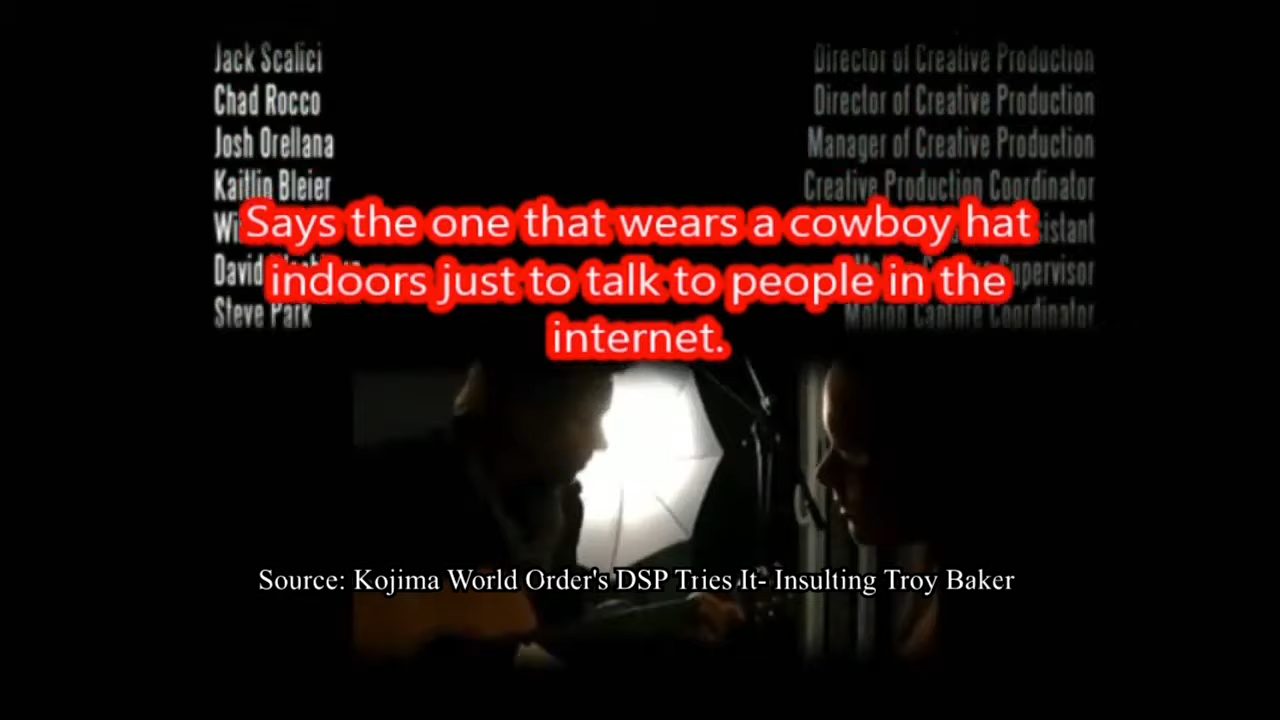 Jack Scalici Director of Creative Production
Chad Rocco Director of Creative Production
Josh Orellana Manager of Creative Production
Kaitlin Bleier Creative Production Coordinator
Says the one that wears a cowboy hat
David Supervisor
indoors just to talk to people in the
Steve Park Motion Capture Coordinator
internet.
Source: Kojima World Order's DSP Tries It- Insulting Troy Baker